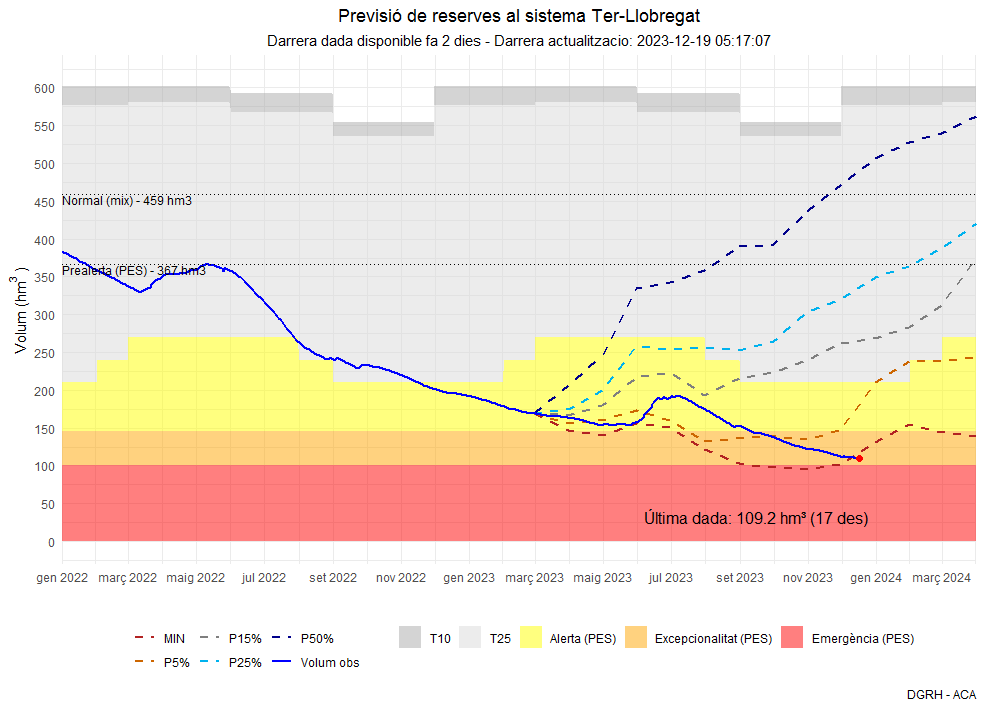 Previsió de reserves al sistema Ter-Llobregat
Darrera dada disponible fa 2 dies - Darrera actualitzacio: 2023-12-19 05:17:07
Volum (hm³)
600
550
500
450
400
350
300
250
200
150
100
50
0
Normal (mix) - 459 hm3
Prealerta (PES) - 367 hm3
Última dada: 109.2 hm³ (17 des)
gen 2022 març 2022 maig 2022 jul 2022 set 2022 nov 2022 gen 2023 març 2023 maig 2023 jul 2023 set 2023 nov 2023 gen 2024 març 2024
MIN P15% P50% T10 T25 Alerta (PES) Excepcionalitat (PES) Emergència (PES)
P5% P25% Volum obs
DGRH - ACA